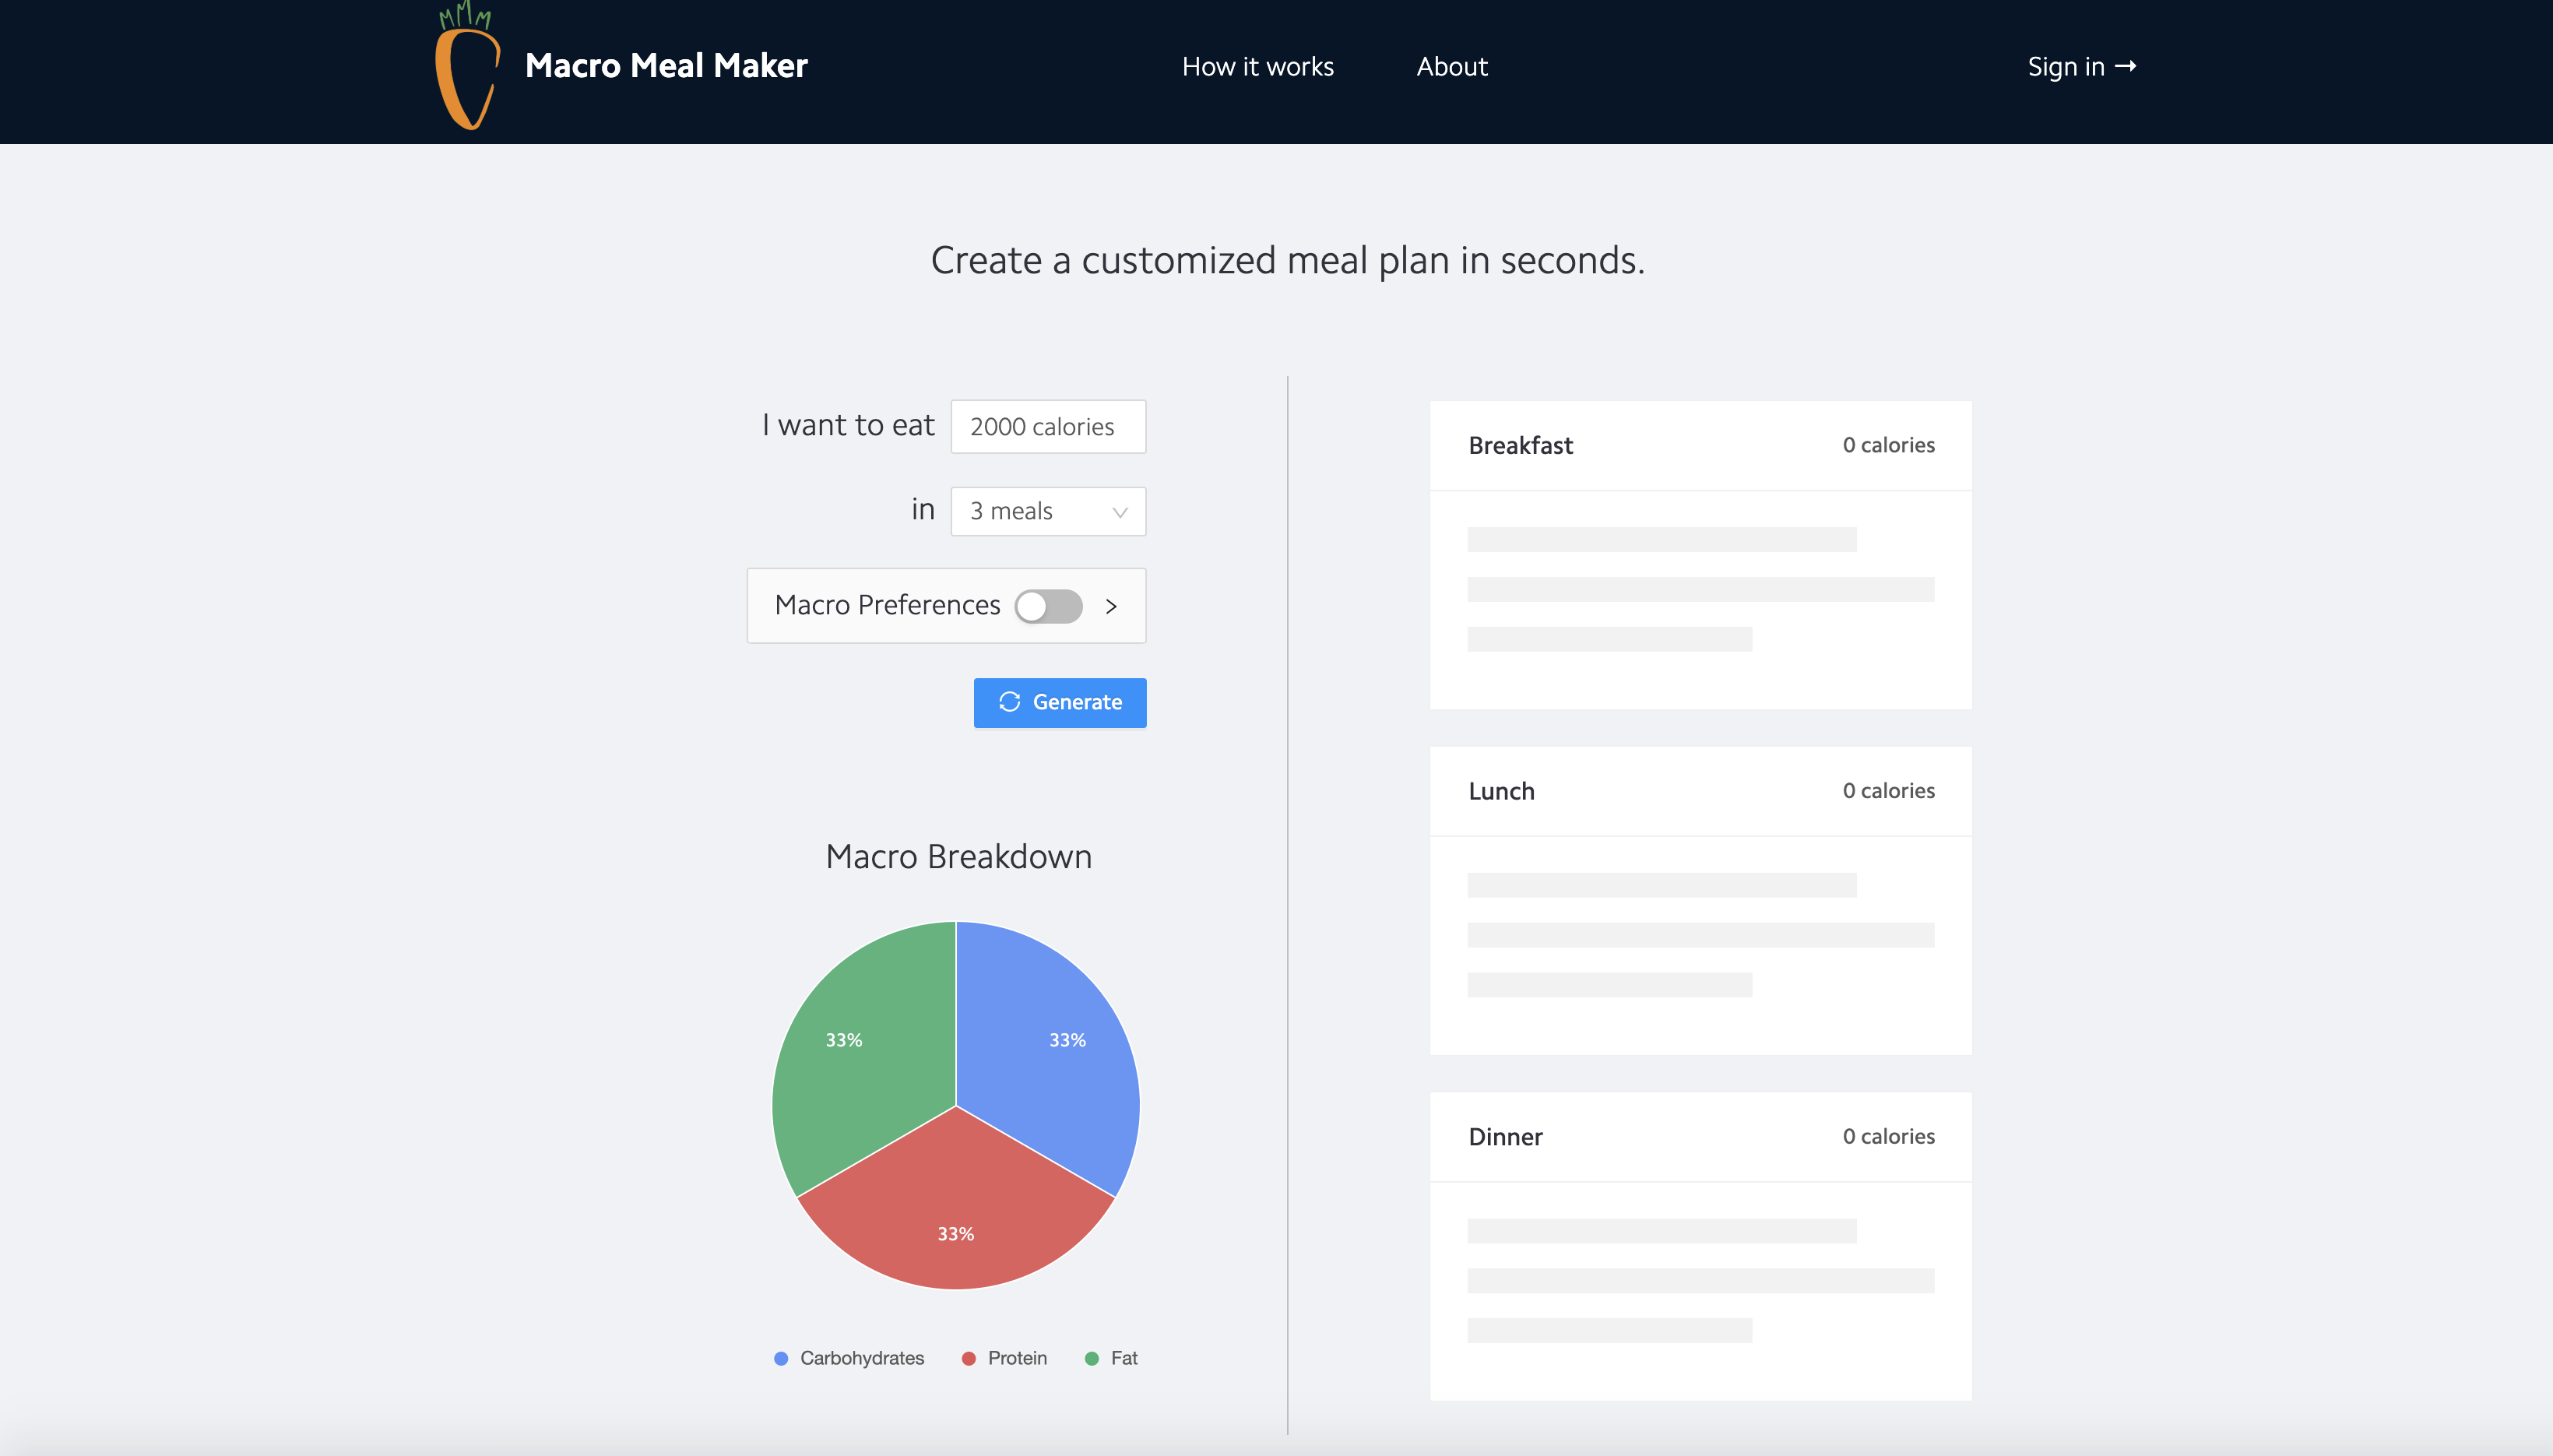 Macro Meal Maker
How it works
About
Sign in →
Create a customized meal plan in seconds.
I want to eat 2000 calories
in 3 meals
Macro Preferences
Generate
Macro Breakdown
33%
33%
33%
Carbohydrates
Protein
Fat
Breakfast
0 calories
Lunch
0 calories
Dinner
0 calories